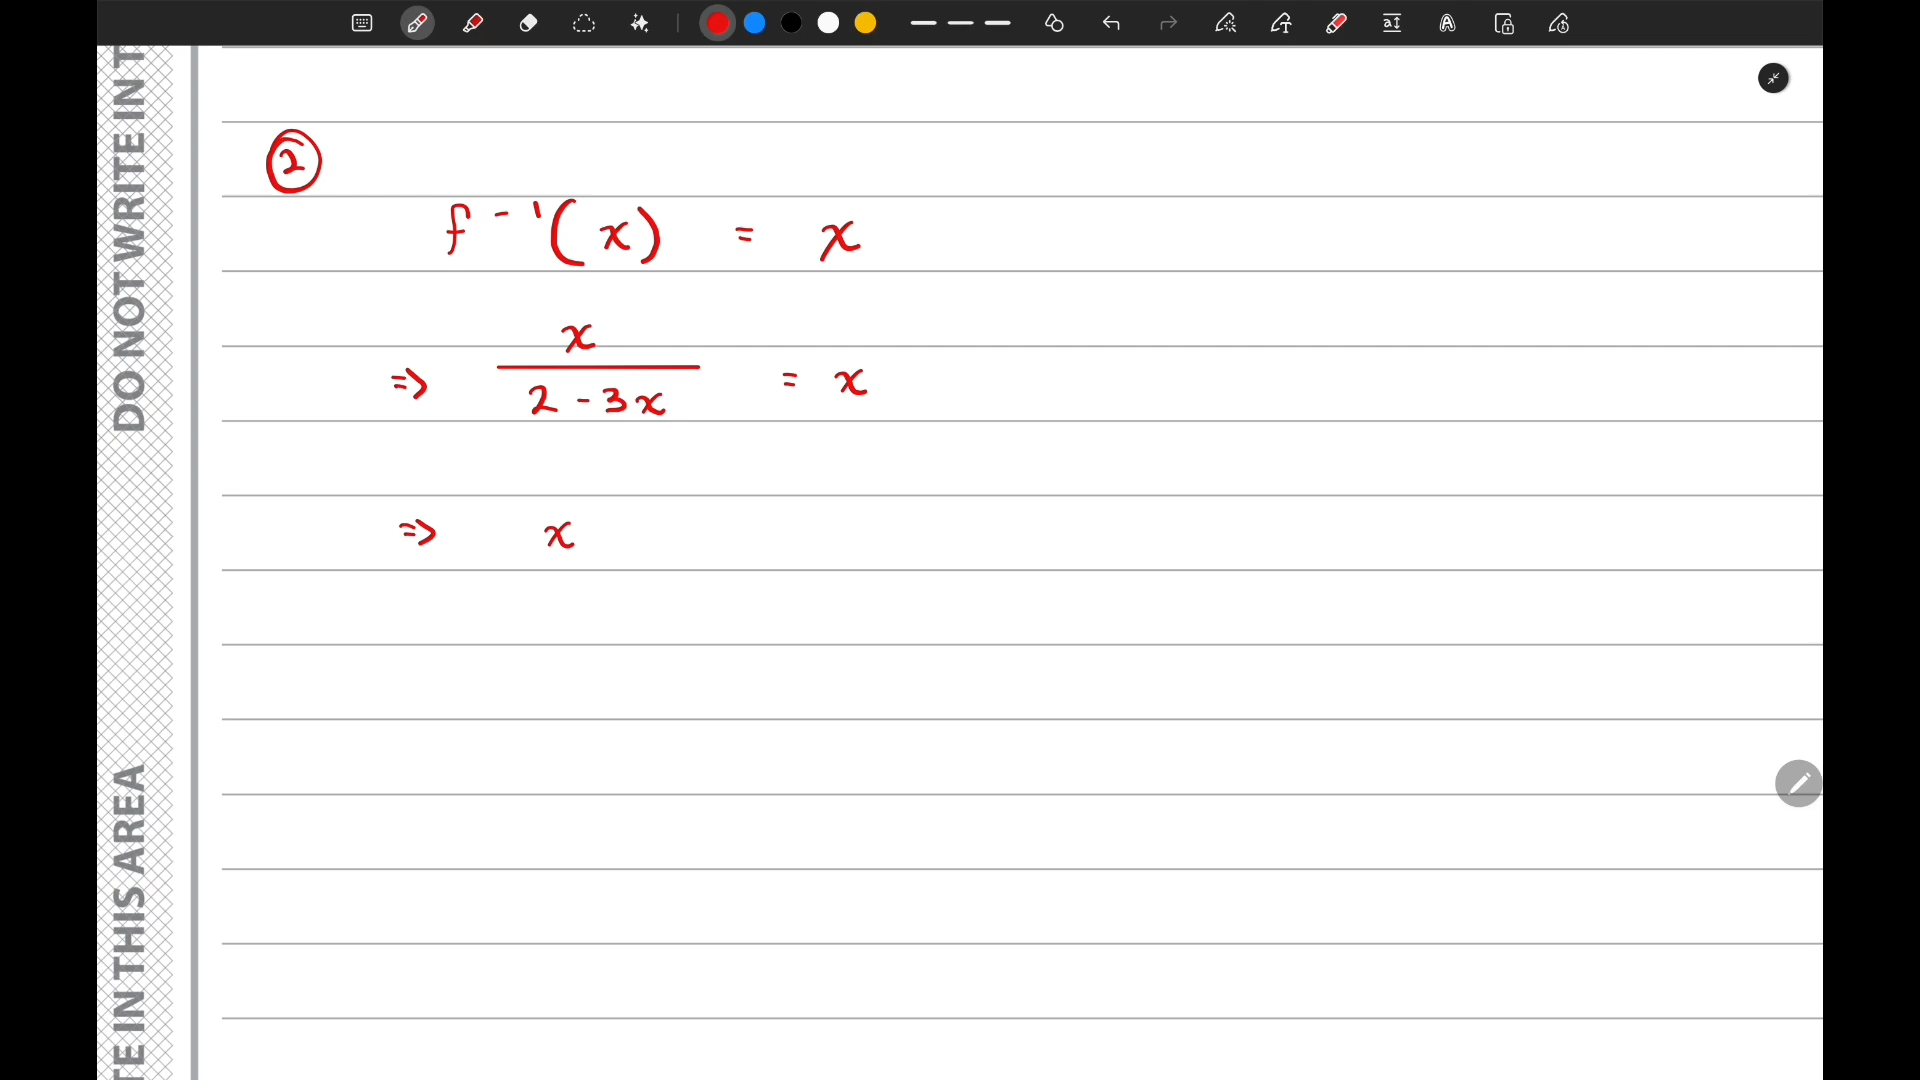 DO NOT WRITE IN T
TE IN THIS AREA
②
f⁻¹(x) = x
=> x / (2 - 3x) = x
=> x